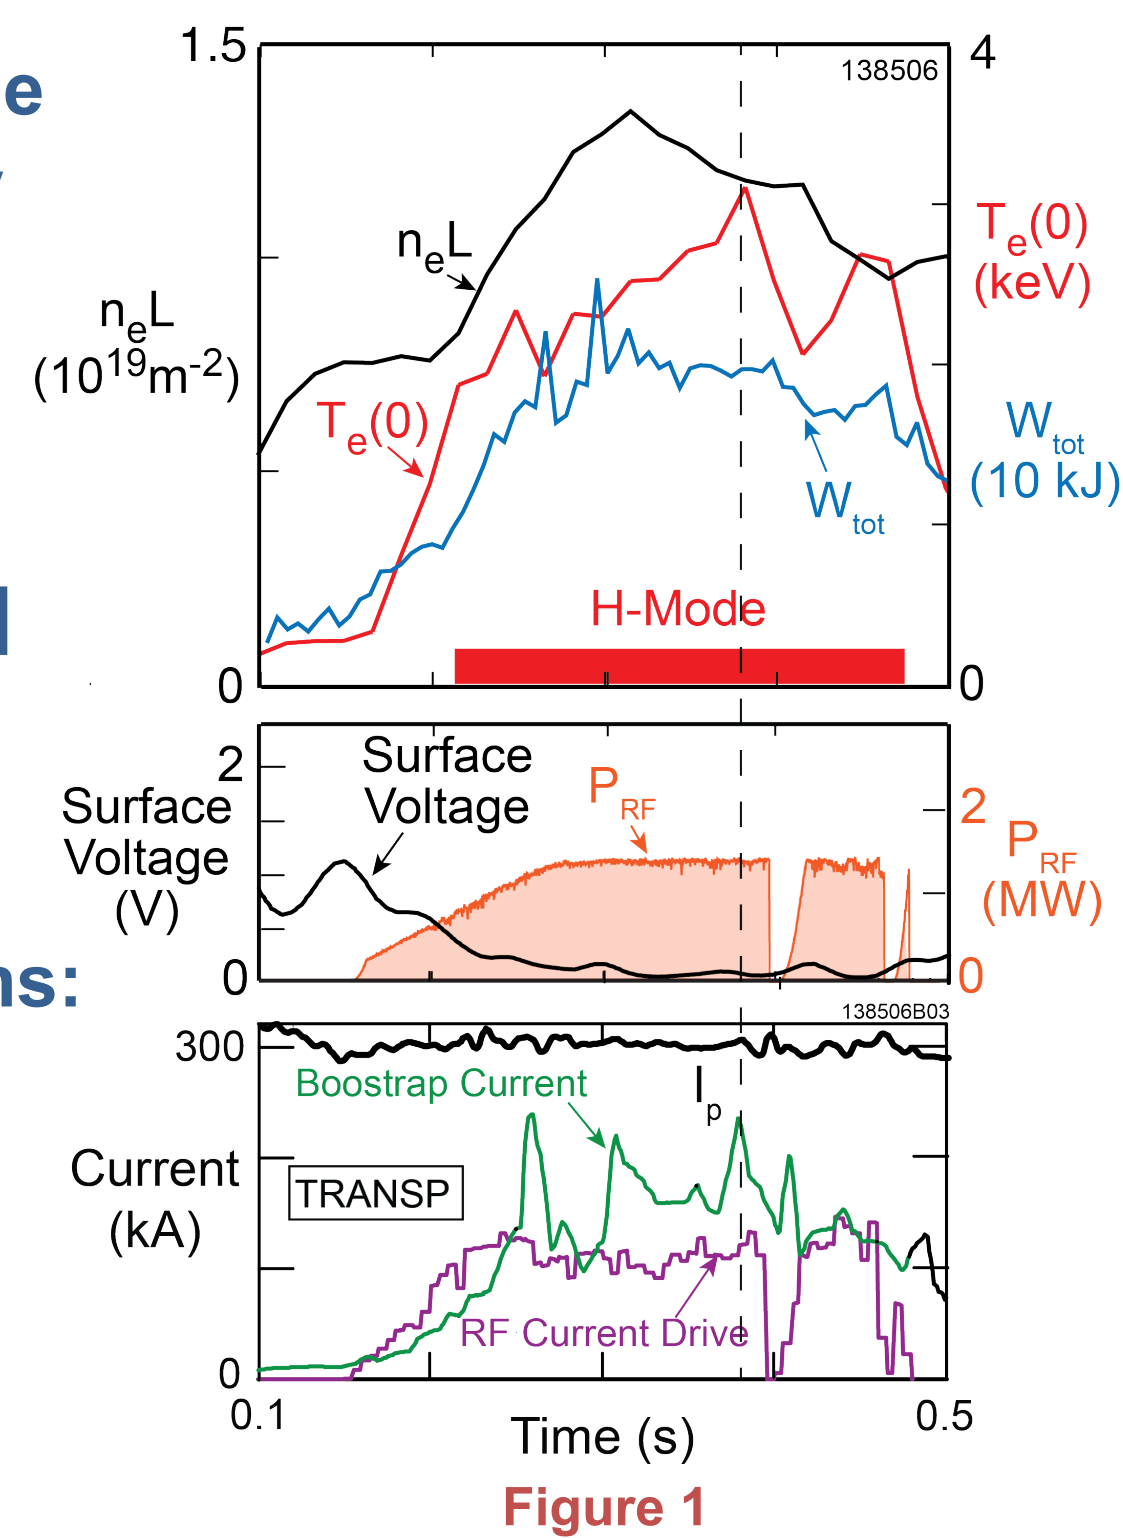 e
1.5
4
138506
neL
Te(0)
(keV)
neL
(10^19m^-2)
Te(0)
Wtot
(10 kJ)
Wtot
H-Mode
0
0
Surface
Voltage
2
PRF
2
Surface
Voltage
(V)
PRF
(MW)
0
0
ns:
138506B03
300
Boostrap Current
Ip
Current
(kA)
TRANSP
RF Current Drive
0
0.1
0.5
Time (s)
Figure 1